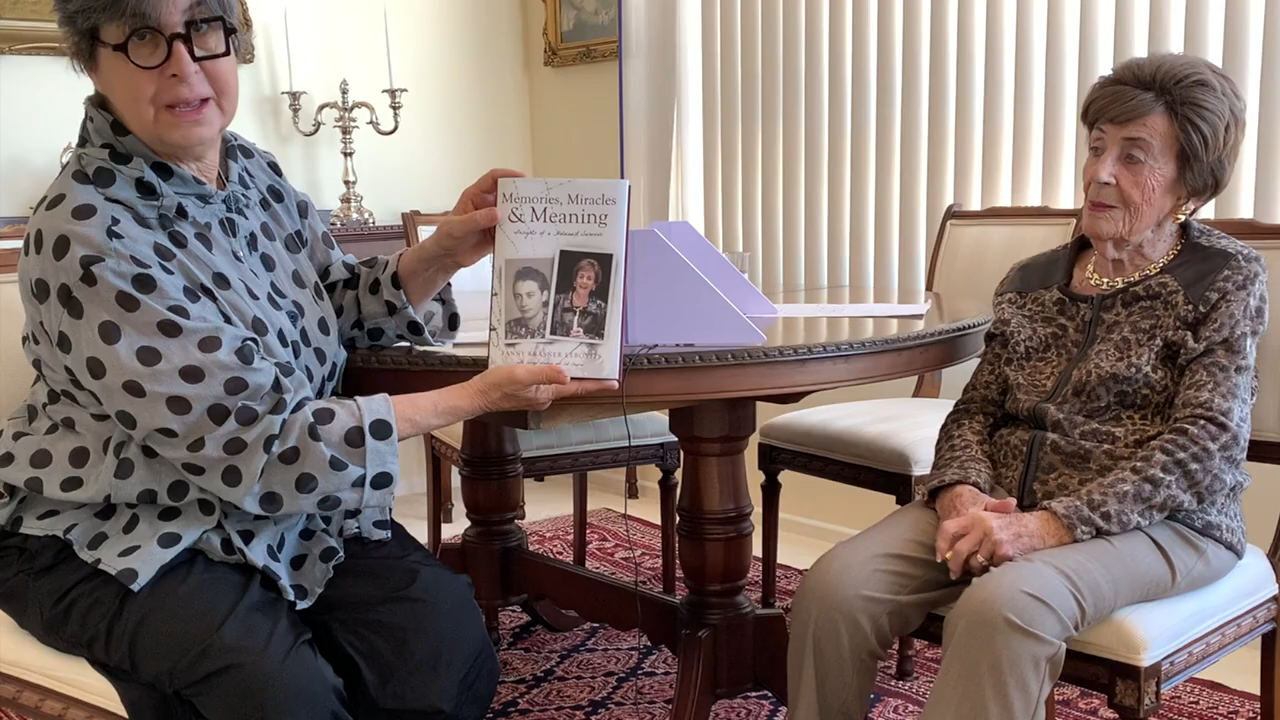 Memories, Miracles
& Meaning
Insights of a Holocaust Survivor
FANNY KRASNER LEBOVITS